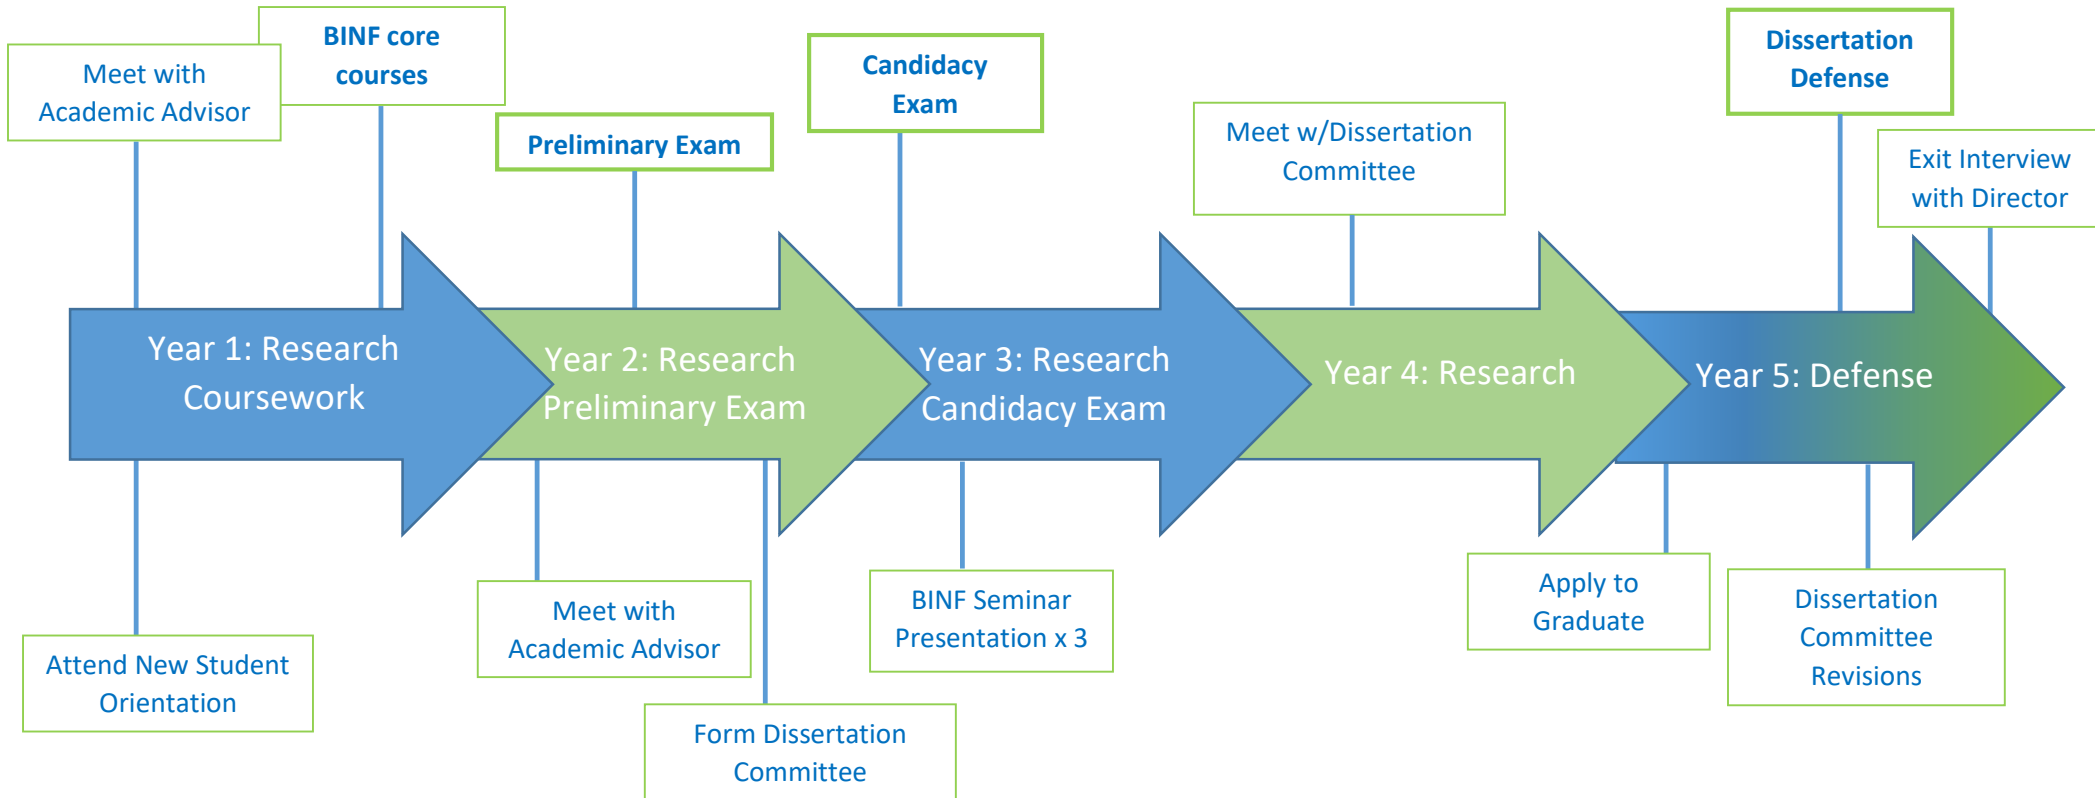 Meet with
Academic Advisor
BINF core
courses
Preliminary Exam
Candidacy
Exam
Meet w/Dissertation
Committee
Dissertation
Defense
Exit Interview
with Director
Year 1: Research
Coursework
Year 2: Research
Preliminary Exam
Year 3: Research
Candidacy Exam
Year 4: Research
Year 5: Defense
Attend New Student
Orientation
Meet with
Academic Advisor
Form Dissertation
Committee
BINF Seminar
Presentation x 3
Apply to
Graduate
Dissertation
Committee
Revisions